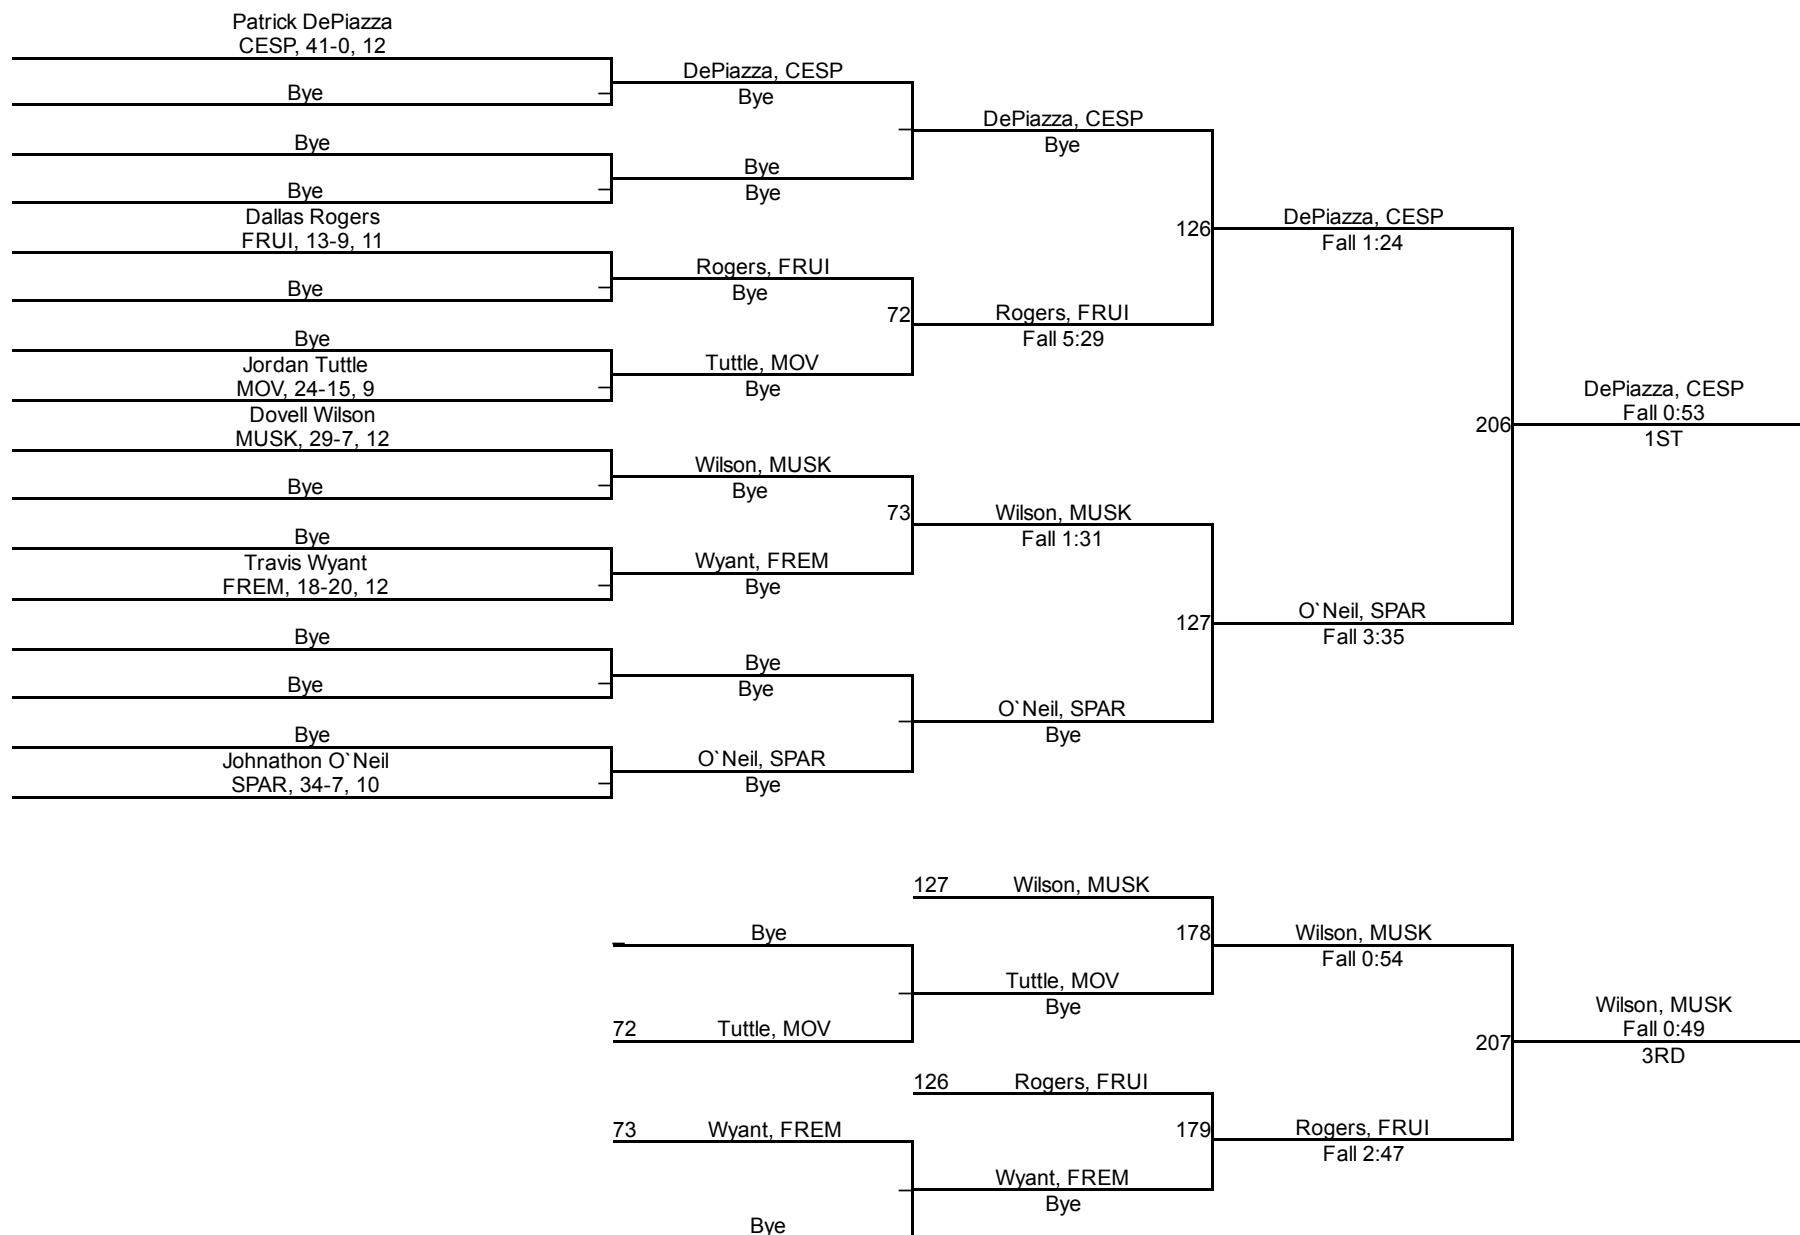 Patrick DePiazza
CESP, 41-0, 12
Bye
Bye
Bye
Dallas Rogers
FRUI, 13-9, 11
Bye
Bye
Jordan Tuttle
MOV, 24-15, 9
Dovell Wilson
MUSK, 29-7, 12
Bye
Bye
Travis Wyant
FREM, 18-20, 12
Bye
Bye
Bye
Johnathon O`Neil
SPAR, 34-7, 10
DePiazza, CESP
Bye
Bye
Bye
Rogers, FRUI
Bye
72
Tuttle, MOV
Bye
Wilson, MUSK
Bye
73
Wyant, FREM
Bye
Bye
Bye
O`Neil, SPAR
Bye
DePiazza, CESP
Bye
126
Rogers, FRUI
Fall 5:29
Wilson, MUSK
Fall 1:31
127
O`Neil, SPAR
Bye
DePiazza, CESP
Fall 1:24
206
O`Neil, SPAR
Fall 3:35
DePiazza, CESP
Fall 0:53
1ST
Bye
72 Tuttle, MOV
73 Wyant, FREM
Bye
127 Wilson, MUSK
178
Tuttle, MOV
Bye
126 Rogers, FRUI
179
Wyant, FREM
Bye
Wilson, MUSK
Fall 0:54
207
Rogers, FRUI
Fall 2:47
Wilson, MUSK
Fall 0:49
3RD